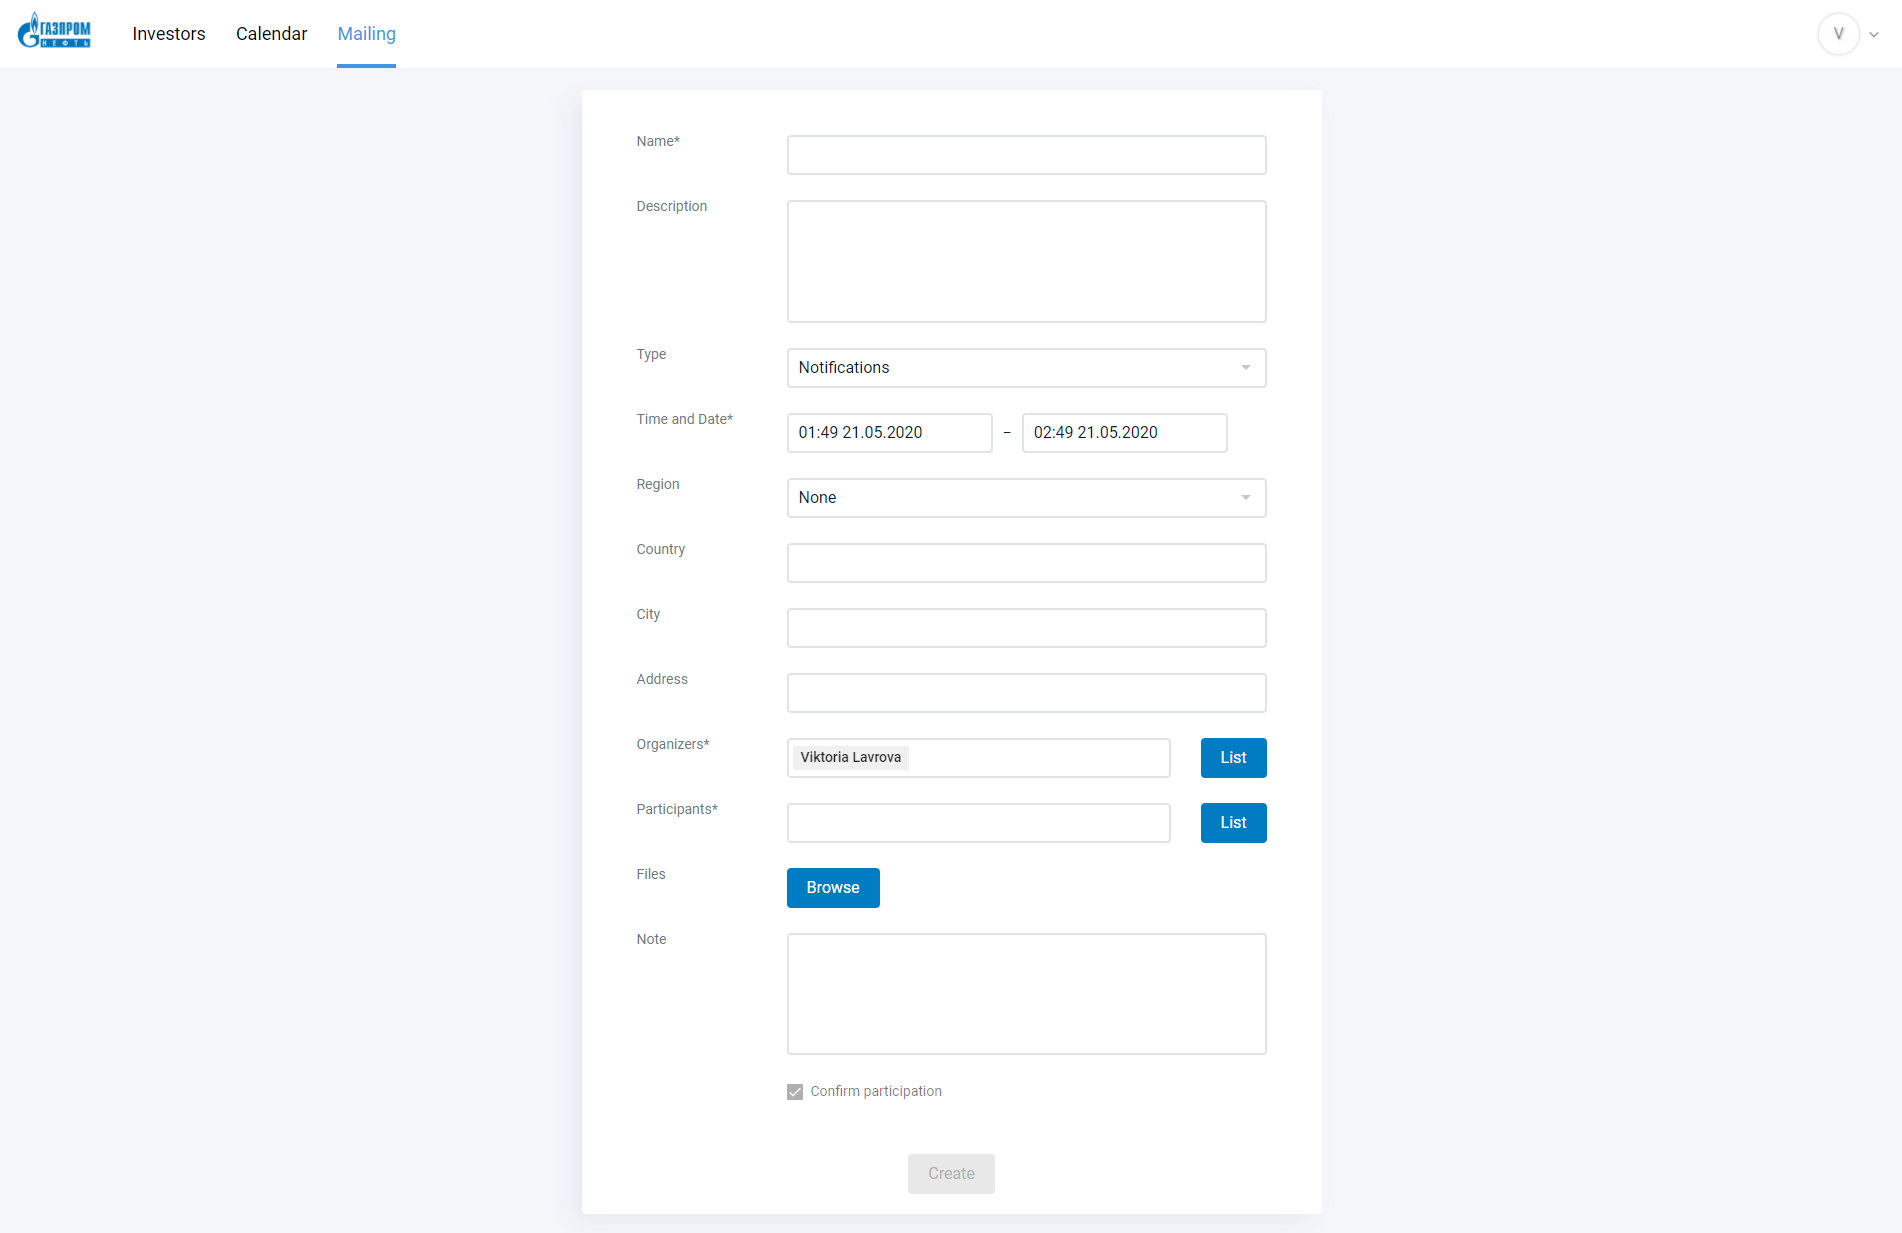 ГАЗПРОМ
НЕФТЬ
Investors Calendar Mailing
V
Name*
Description
Type
Notifications
Time and Date*
01:49 21.05.2020 – 02:49 21.05.2020
Region
None
Country
City
Address
Organizers*
Viktoria Lavrova
List
Participants*
List
Files
Browse
Note
Confirm participation
Create